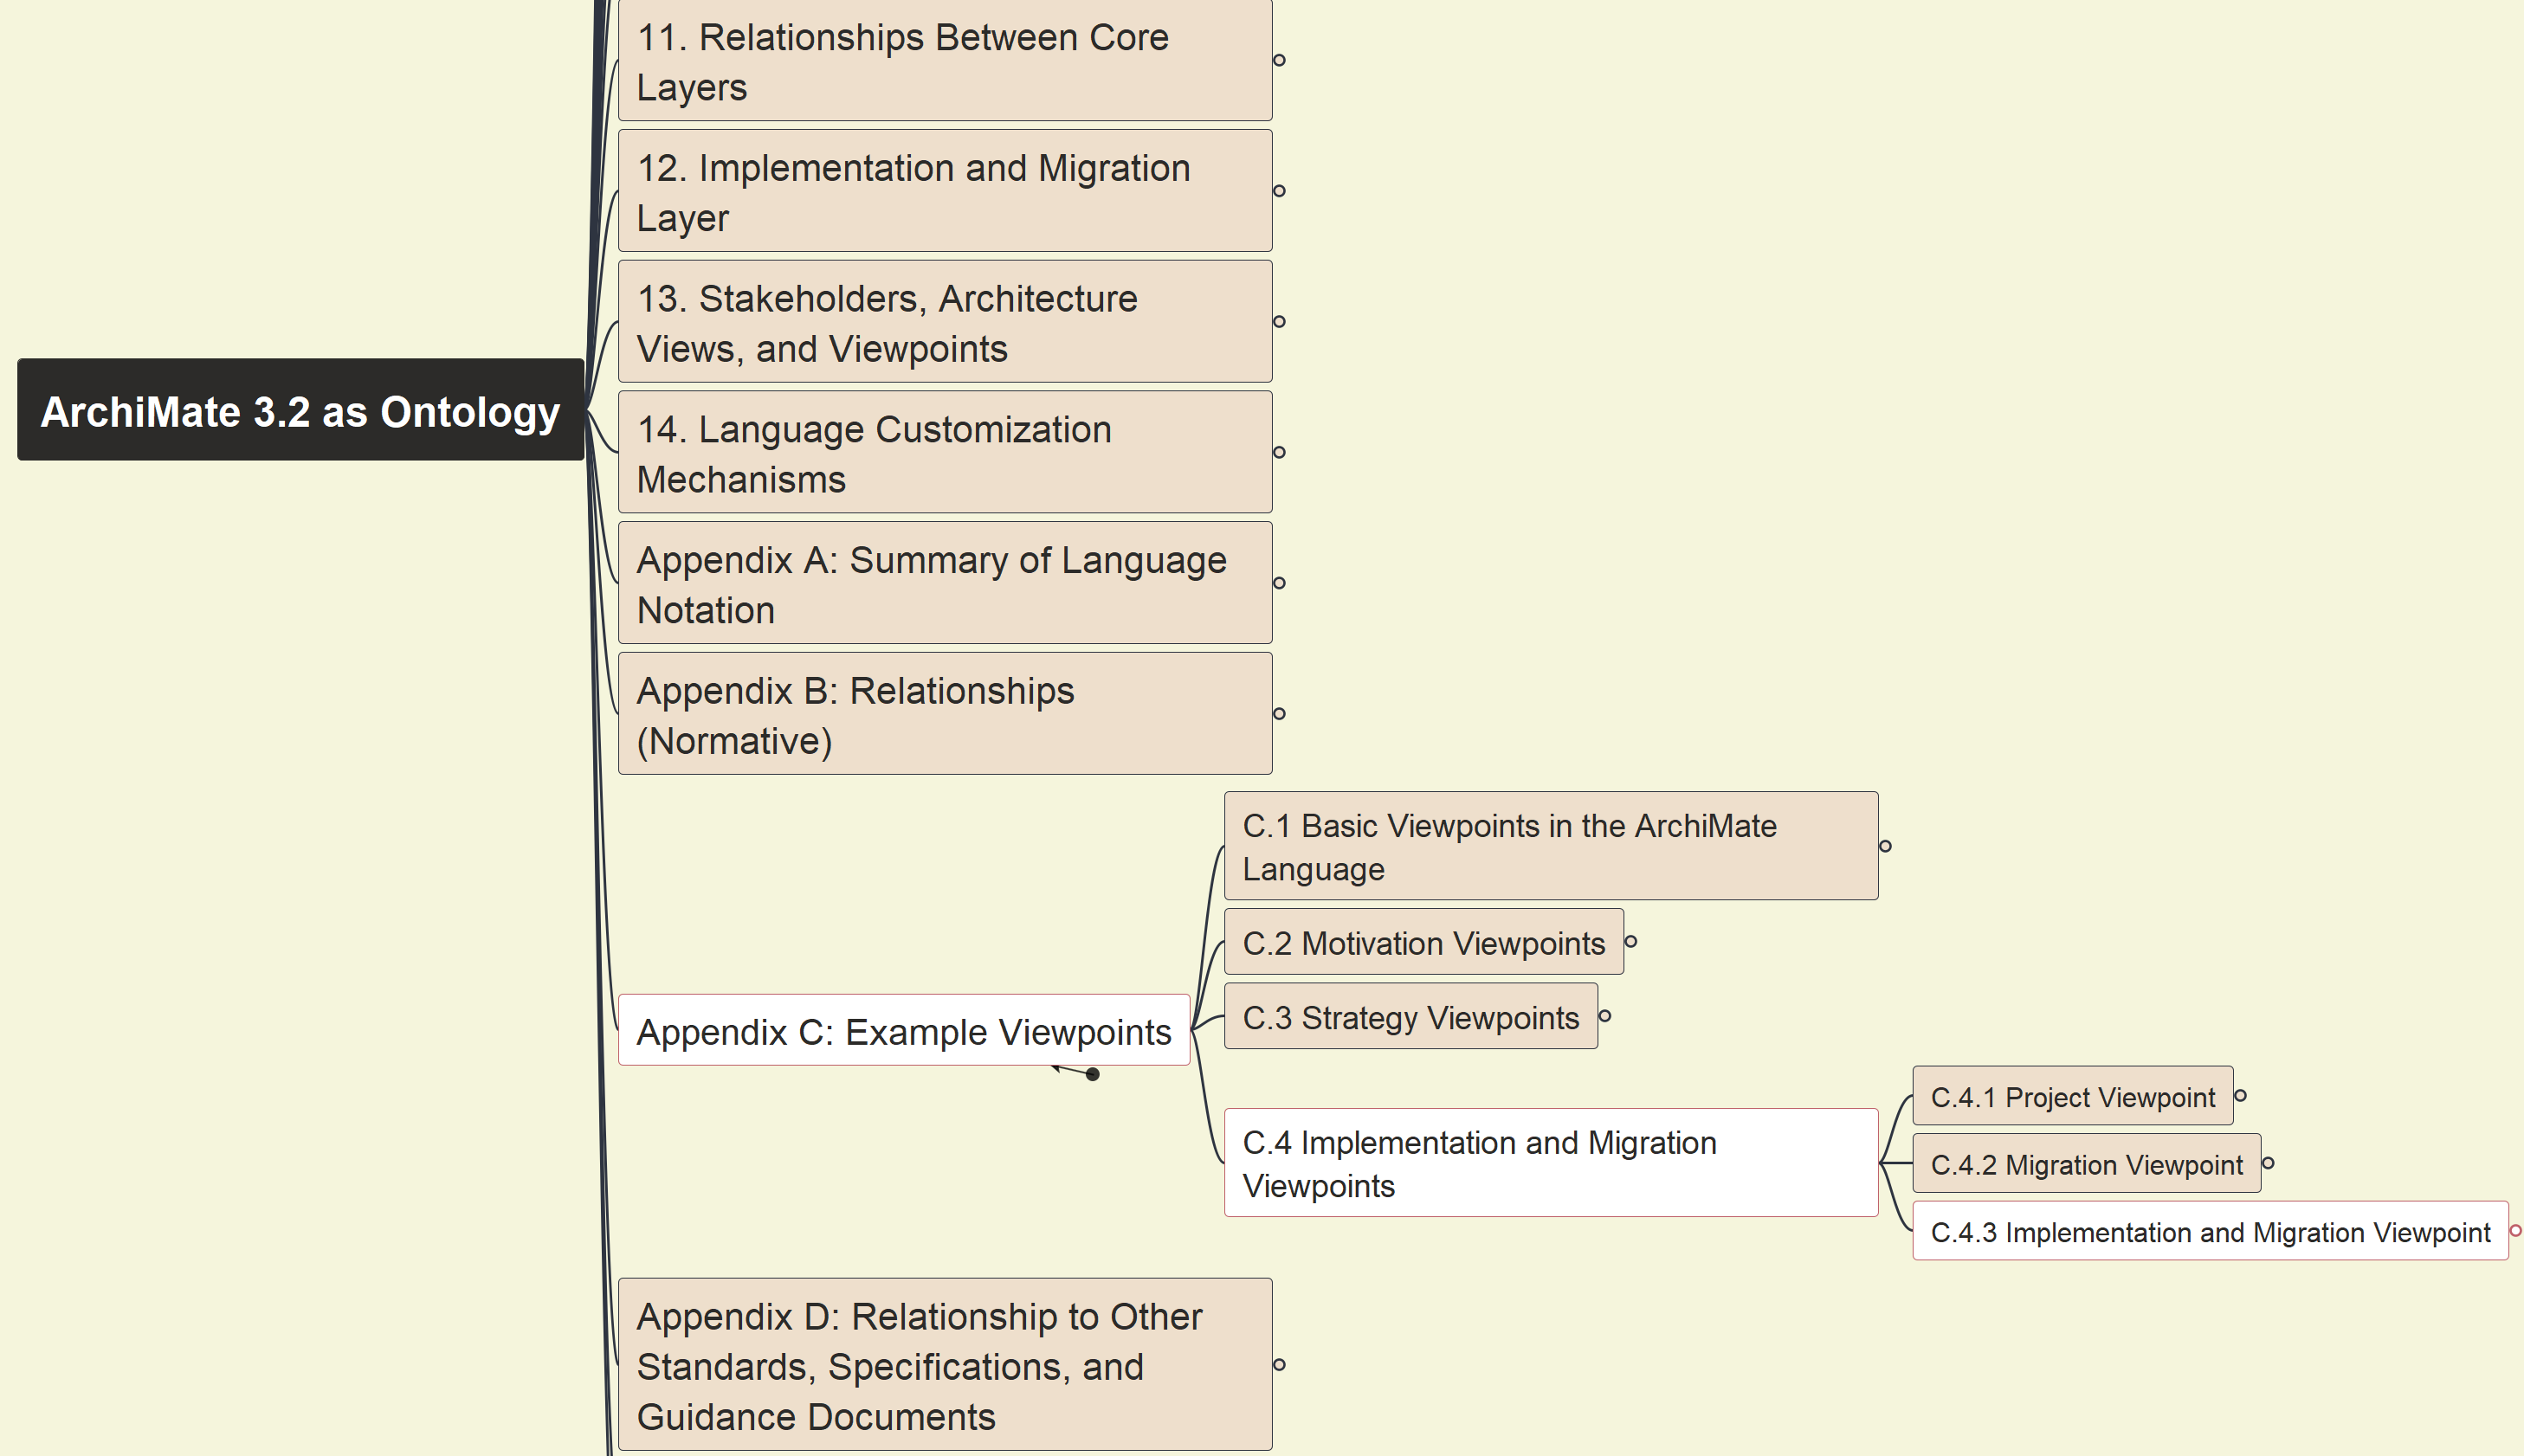 11. Relationships Between Core
Layers
12. Implementation and Migration
Layer
13. Stakeholders, Architecture
Views, and Viewpoints
ArchiMate 3.2 as Ontology
14. Language Customization
Mechanisms
Appendix A: Summary of Language
Notation
Appendix B: Relationships
(Normative)
Appendix C: Example Viewpoints
C.1 Basic Viewpoints in the ArchiMate
Language
C.2 Motivation Viewpoints
C.3 Strategy Viewpoints
C.4 Implementation and Migration
Viewpoints
C.4.1 Project Viewpoint
C.4.2 Migration Viewpoint
C.4.3 Implementation and Migration Viewpoint
Appendix D: Relationship to Other
Standards, Specifications, and
Guidance Documents